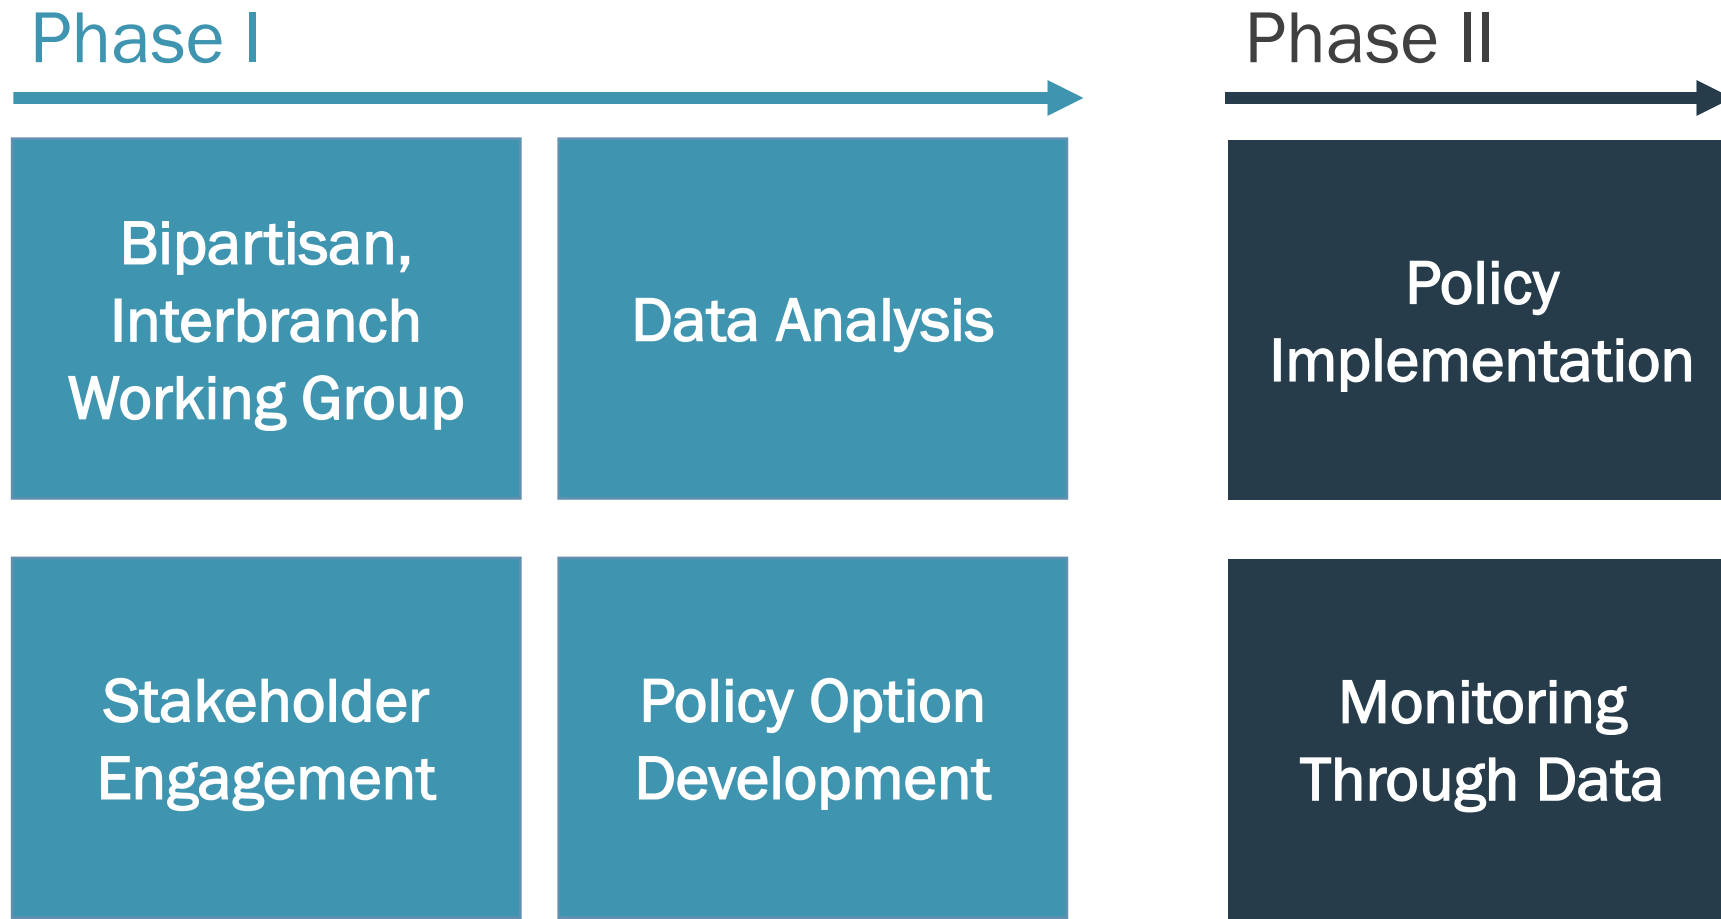 Phase I
Bipartisan,
Interbranch
Working Group
Data Analysis
Stakeholder
Engagement
Policy Option
Development
Phase II
Policy
Implementation
Monitoring
Through Data